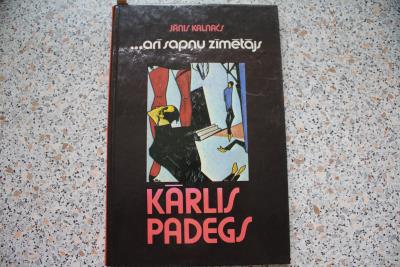 JĀNIS KALNAČS
...arī sapņu zīmētājs
KĀRLIS
PADEGS